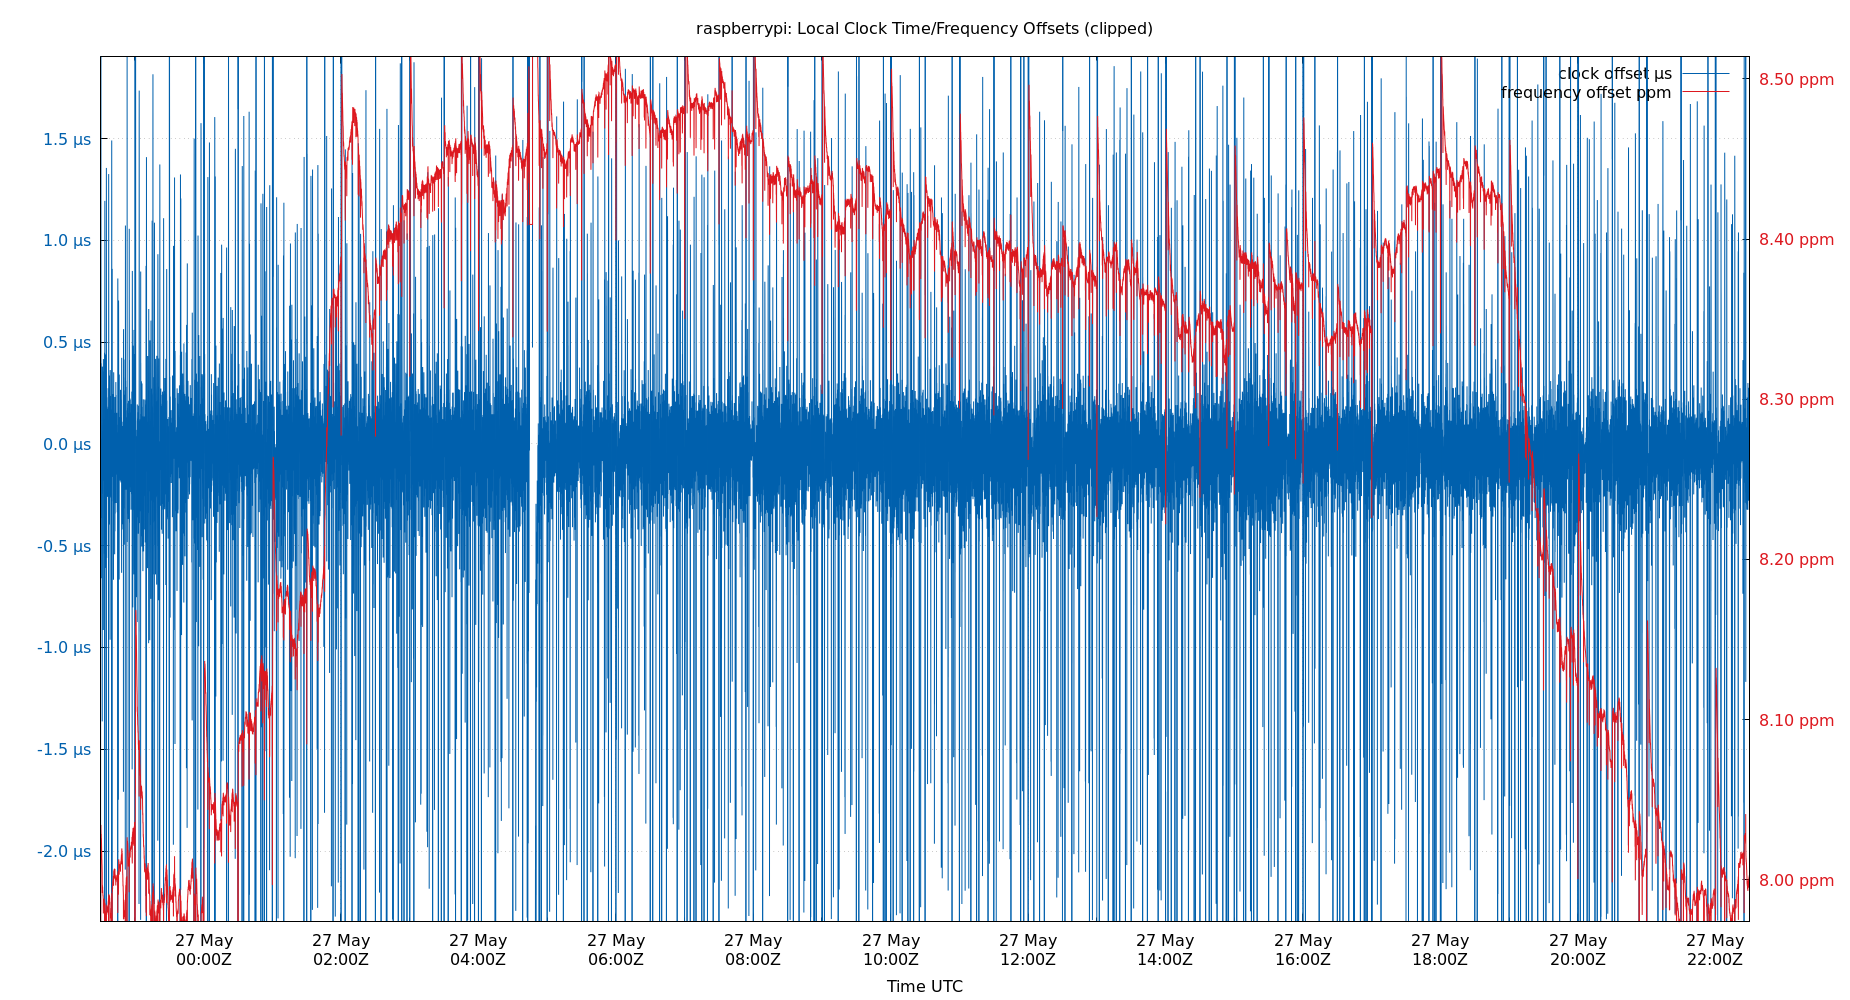 raspberrypi: Local Clock Time/Frequency Offsets (clipped)
clock offset µs
frequency offset ppm
1.5 µs
1.0 µs
0.5 µs
0.0 µs
-0.5 µs
-1.0 µs
-1.5 µs
-2.0 µs
8.50 ppm
8.40 ppm
8.30 ppm
8.20 ppm
8.10 ppm
8.00 ppm
27 May 27 May 27 May 27 May 27 May 27 May 27 May 27 May 27 May 27 May 27 May 27 May
00:00Z 02:00Z 04:00Z 06:00Z 08:00Z 10:00Z 12:00Z 14:00Z 16:00Z 18:00Z 20:00Z 22:00Z
Time UTC